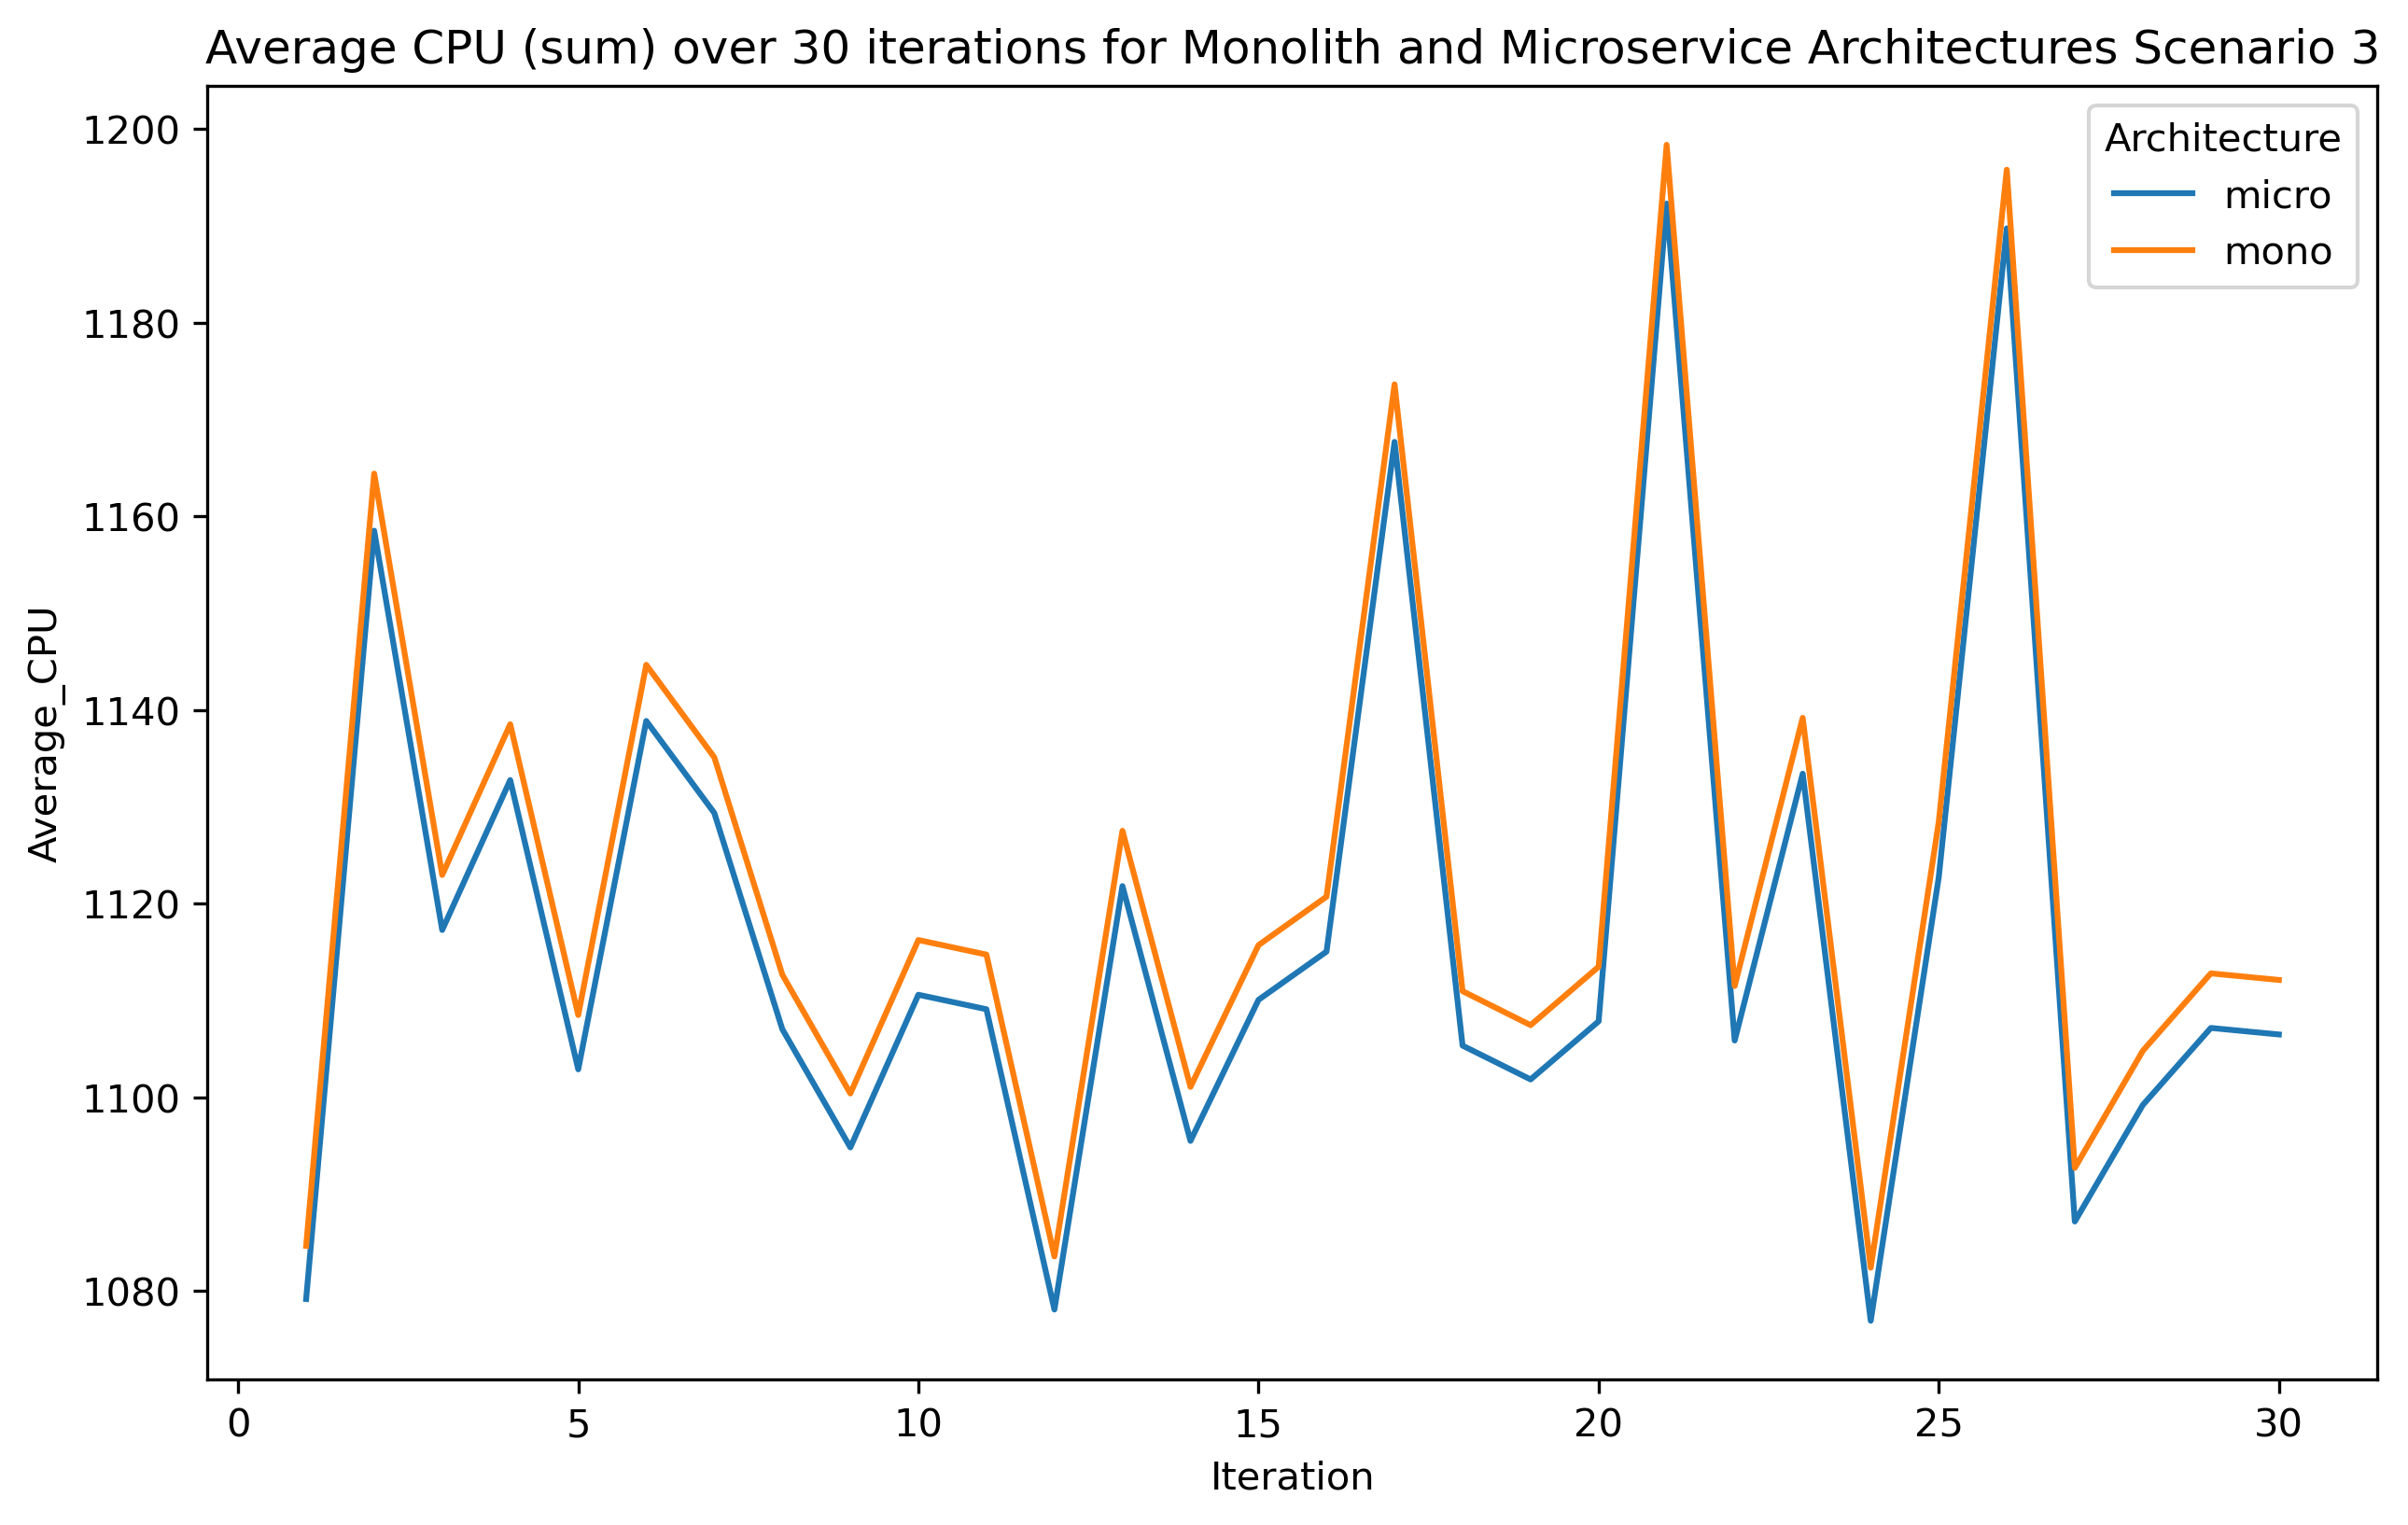 Average CPU (sum) over 30 iterations for Monolith and Microservice Architectures Scenario 3
Architecture
micro
mono
Average_CPU
1200
1180
1160
1140
1120
1100
1080
0 5 10 15 20 25 30
Iteration